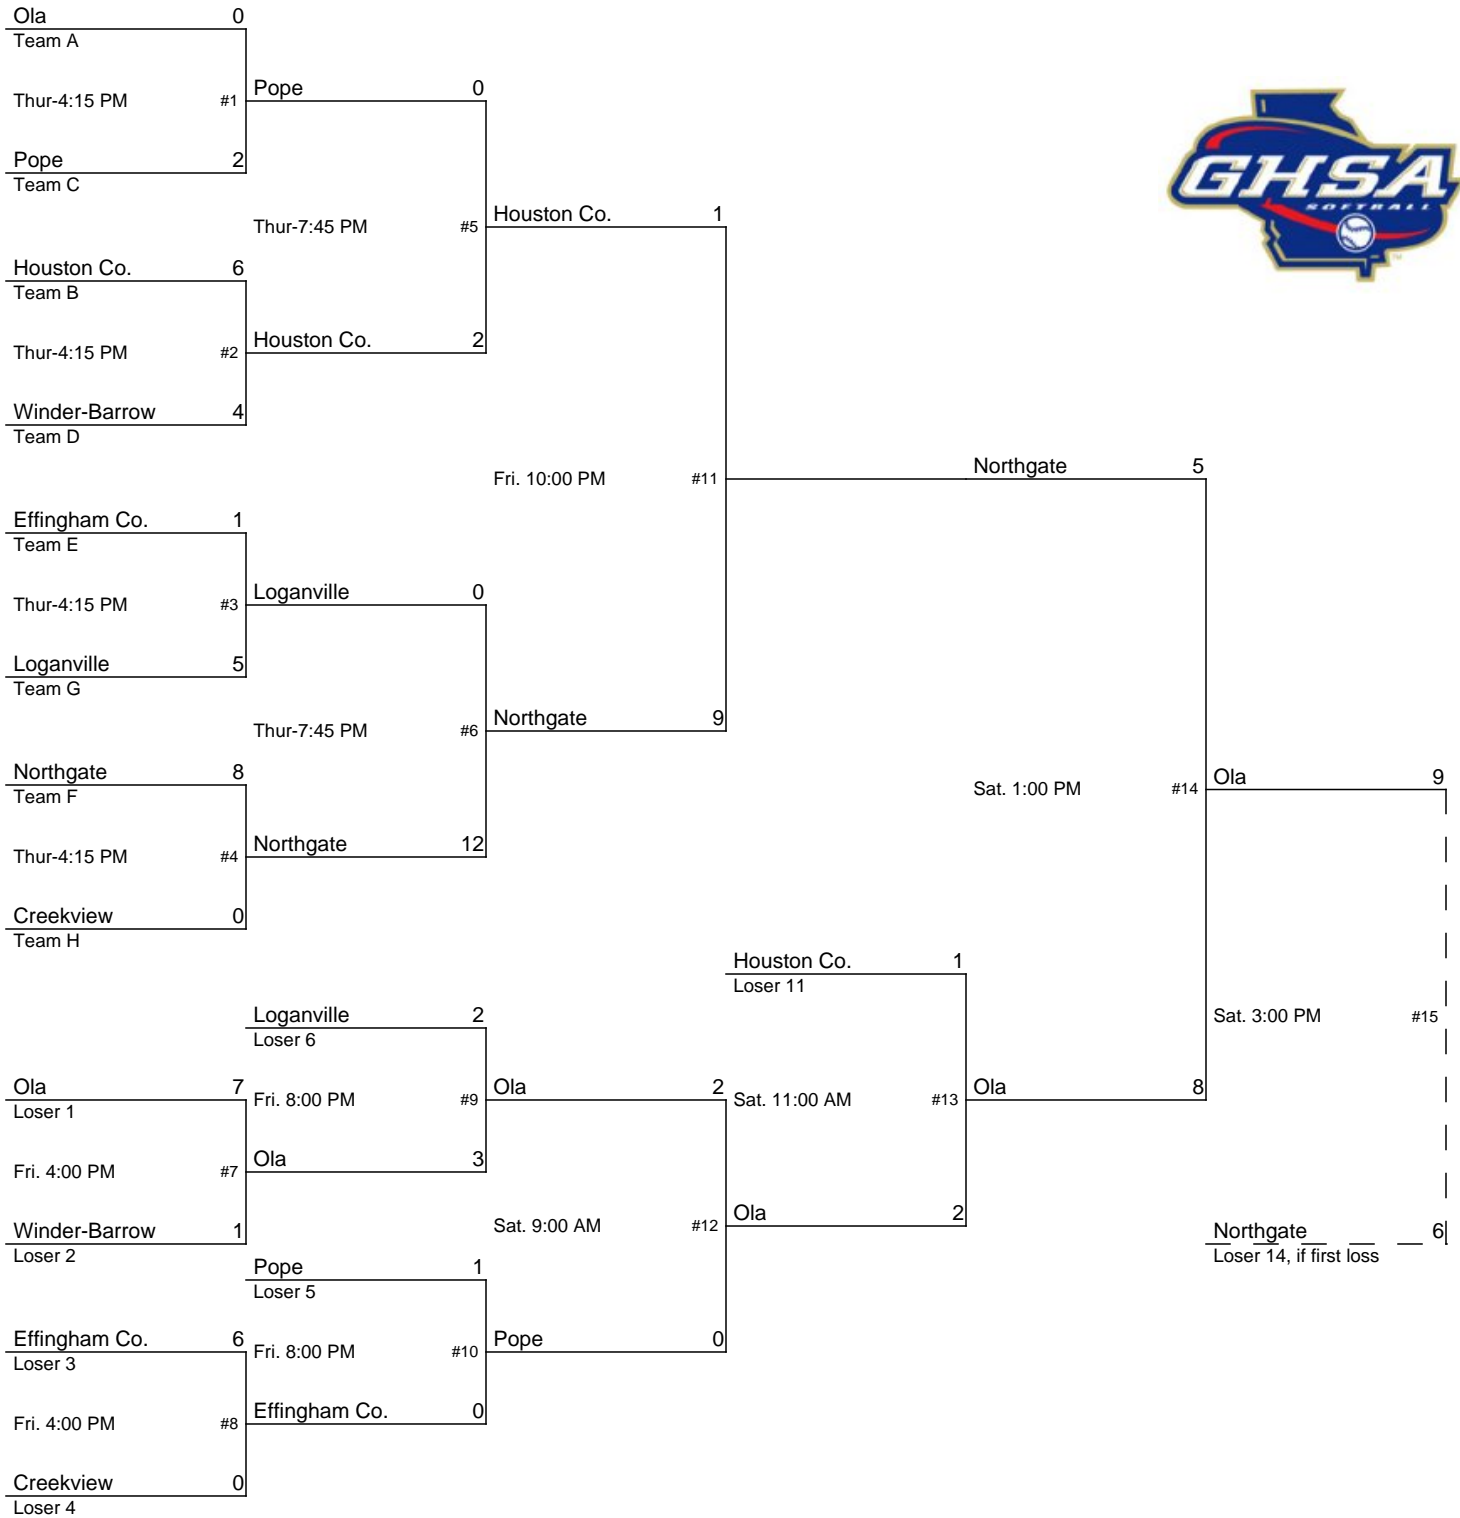 Ola 0
Team A
Thur-4:15 PM #1
Pope 0
Pope 2
Team C
Thur-7:45 PM #5
Houston Co. 1
Houston Co. 6
Team B
Thur-4:15 PM #2
Houston Co. 2
Winder-Barrow 4
Team D
Fri. 10:00 PM #11
Northgate 5
Effingham Co. 1
Team E
Thur-4:15 PM #3
Loganville 0
Loganville 5
Team G
Thur-7:45 PM #6
Northgate 9
Northgate 8
Team F
Thur-4:15 PM #4
Northgate 12
Creekview 0
Team H
Sat. 1:00 PM #14
Ola 9
Houston Co. 1
Loser 11
Loganville 2
Loser 6
Sat. 3:00 PM #15
Ola 7
Loser 1
Fri. 8:00 PM #9
Ola 2
Sat. 11:00 AM #13
Ola 8
Fri. 4:00 PM #7
Ola 3
Winder-Barrow 1
Loser 2
Sat. 9:00 AM #12
Ola 2
Northgate 6
Loser 14, if first loss
Pope 1
Loser 5
Effingham Co. 6
Loser 3
Fri. 8:00 PM #10
Pope 0
Fri. 4:00 PM #8
Effingham Co. 0
Creekview 0
Loser 4
GHSA
SOFTBALL
TM